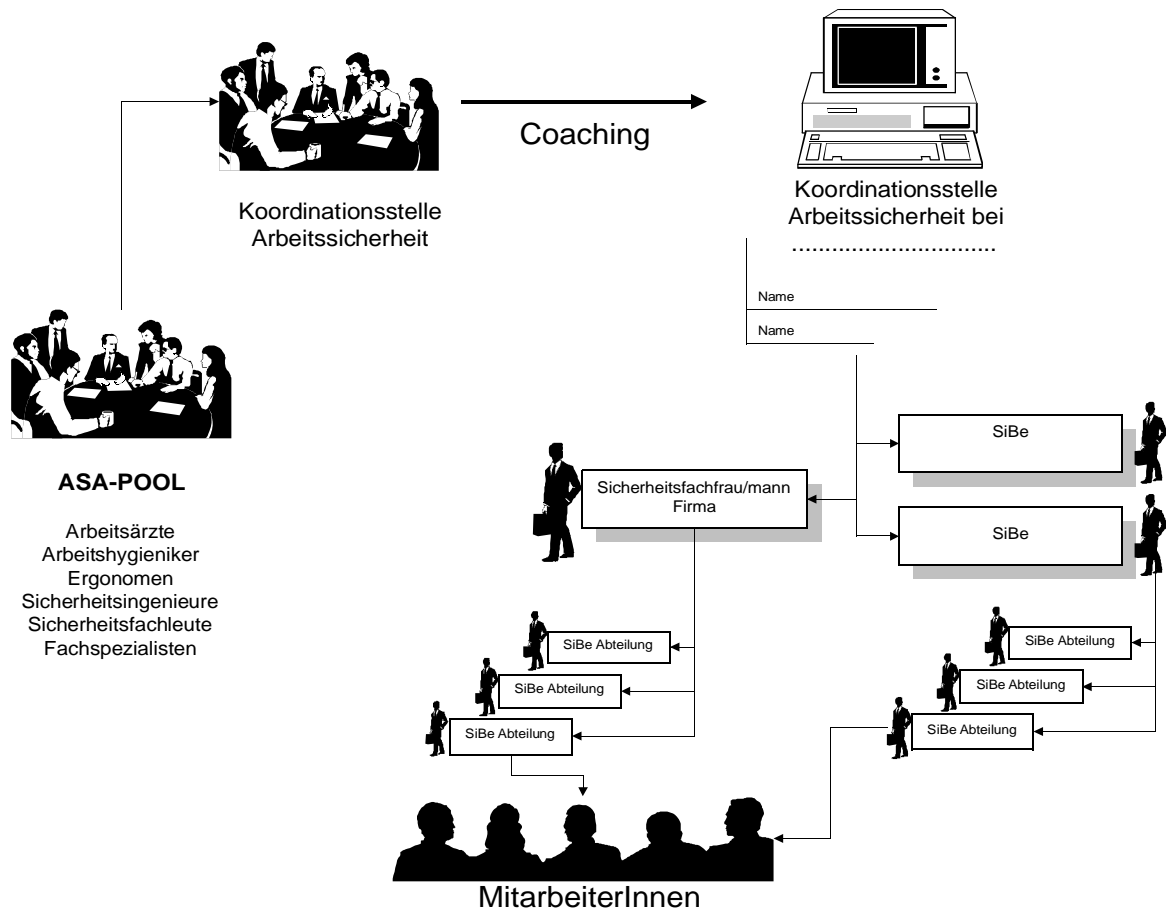 Coaching
Koordinationsstelle
Arbeitssicherheit
Koordinationsstelle
Arbeitssicherheit bei
...............................
Name
Name
ASA-POOL
Arbeitsärzte
Arbeitshygieniker
Ergonomen
Sicherheitsingenieure
Sicherheitsfachleute
Fachspezialisten
SiBe
Sicherheitsfachfrau/mann
Firma
SiBe
SiBe Abteilung
SiBe Abteilung
SiBe Abteilung
SiBe Abteilung
SiBe Abteilung
SiBe Abteilung
MitarbeiterInnen